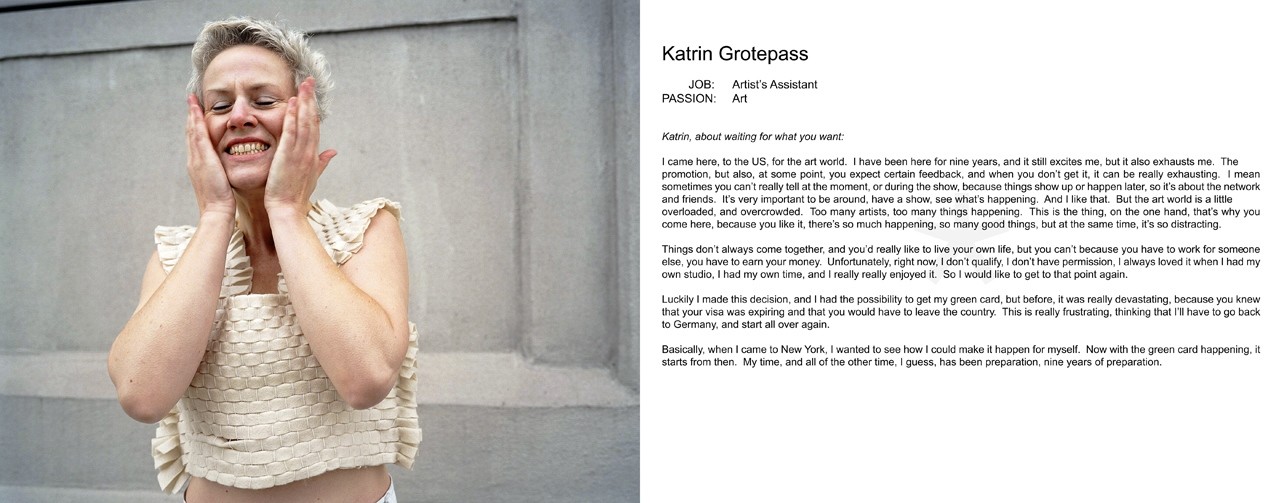 Katrin Grotepass
JOB: Artist's Assistant
PASSION: Art
Katrin, about waiting for what you want:
I came here, to the US, for the art world. I have been here for nine years, and it still excites me, but it also exhausts me. The
promotion, but also, at some point, you expect certain feedback, and when you don't get it, it can be really exhausting. I mean
sometimes you can't really tell at the moment, or during the show, because things show up or happen later, so it's about the network
and friends. It's very important to be around, have a show, see what's happening. And I like that. But the art world is a little
overloaded, and overcrowded. Too many artists, too many things happening. This is the thing, on the one hand, that's why you
come here, because you like it, there's so much happening, so many good things, but at the same time, it's so distracting.
Things don't always come together, and you'd really like to live your own life, but you can't because you have to work for someone
else, you have to earn your money. Unfortunately, right now, I don't qualify, I don't have permission, I always loved it when I had my
own studio, I had my own time, and I really really enjoyed it. So I would like to get to that point again.
Luckily I made this decision, and I had the possibility to get my green card, but before, it was really devastating, because you knew
that your visa was expiring and that you would have to leave the country. This is really frustrating, thinking that I'll have to go back
to Germany, and start all over again.
Basically, when I came to New York, I wanted to see how I could make it happen for myself. Now with the green card happening, it
starts from then. My time, and all of the other time, I guess, has been preparation, nine years of preparation.